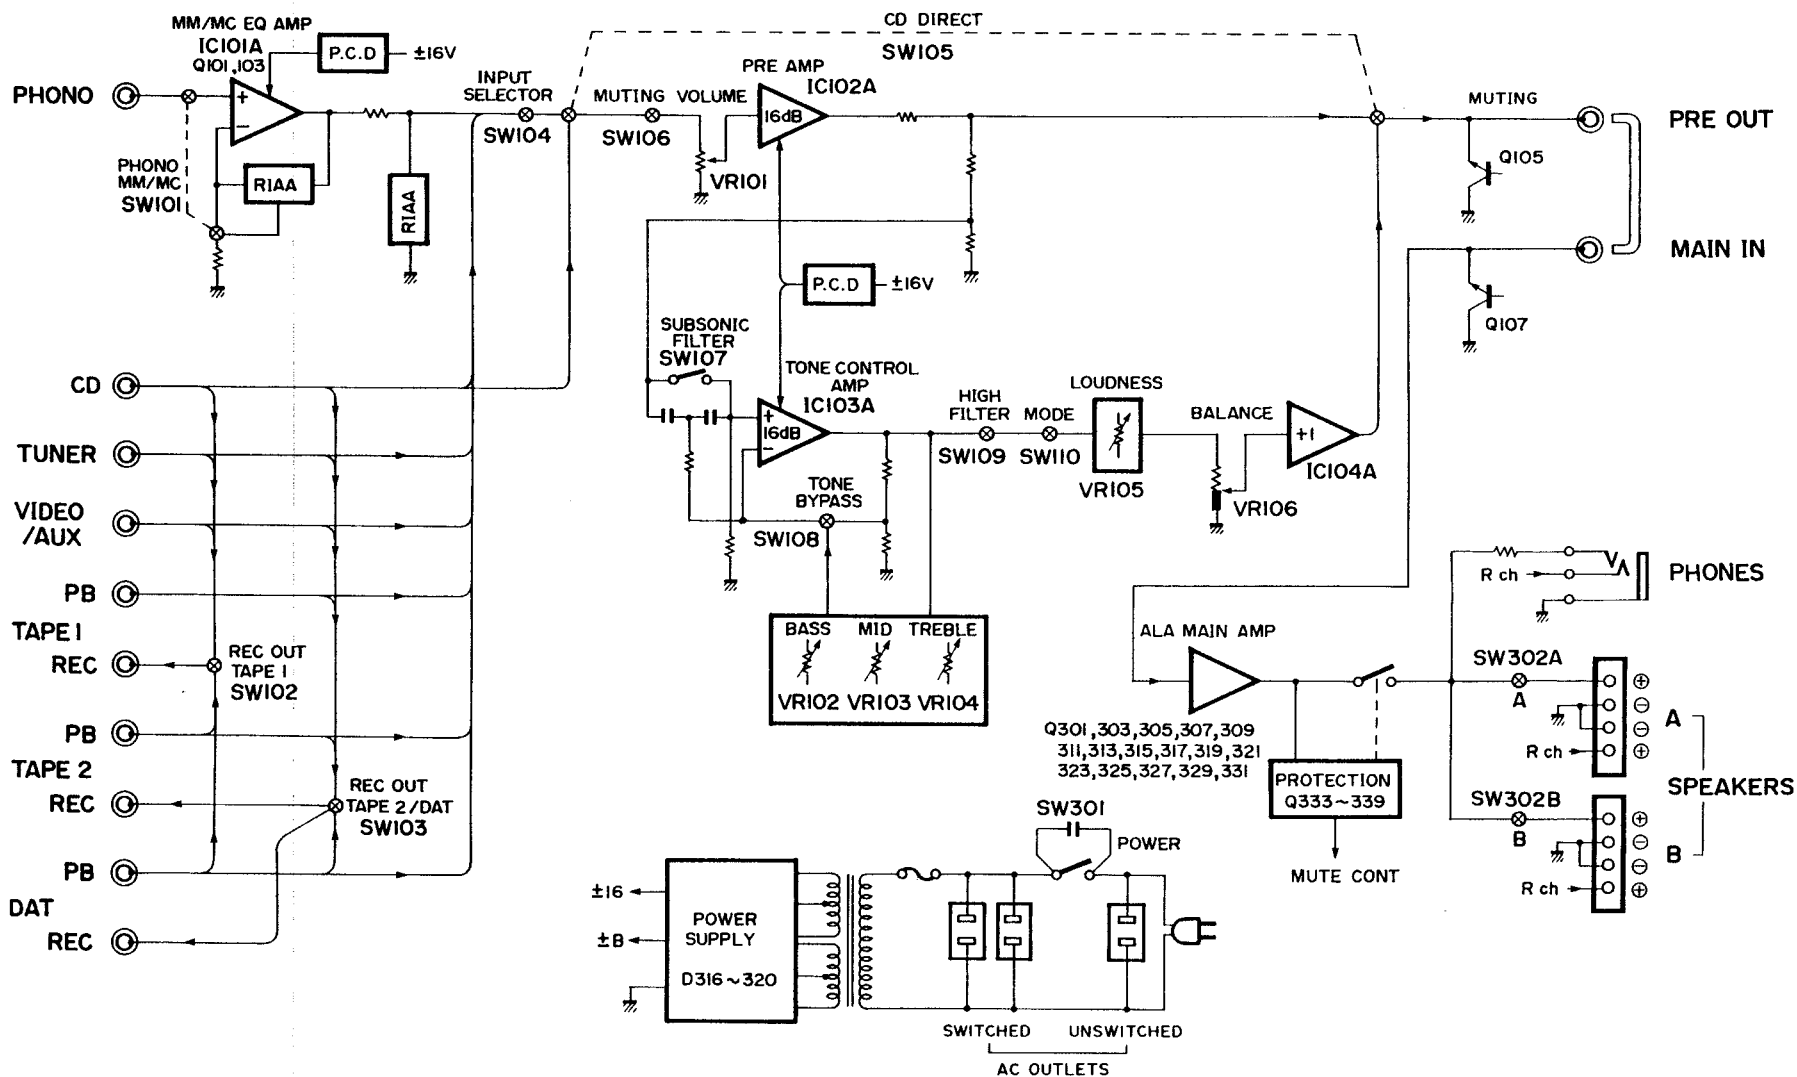 MM/MC EQ AMP
IC101A
Q101,103
P.C.D
±16V
PHONO
+
−
PHONO
MM/MC
SW101
RIAA
RIAA
INPUT
SELECTOR
SW104
CD DIRECT
SW105
MUTING
SW106
VOLUME
VR101
PRE AMP
IC102A
16dB
MUTING
Q105
PRE OUT
MAIN IN
Q107
P.C.D
±16V
SUBSONIC
FILTER
SW107
TONE CONTROL
AMP
IC103A
+
16dB
−
HIGH
FILTER
SW109
MODE
SW110
LOUDNESS
VR105
BALANCE
VR106
+1
IC104A
TONE
BYPASS
SW108
BASS
MID
TREBLE
VR102
VR103
VR104
CD
TUNER
VIDEO
/AUX
PB
TAPE 1
REC
REC OUT
TAPE 1
SW102
PB
TAPE 2
REC
REC OUT
TAPE 2/DAT
SW103
PB
DAT
REC
ALA MAIN AMP
Q301,303,305,307,309
311,313,315,317,319,321
323,325,327,329,331
PROTECTION
Q333~339
MUTE CONT
R ch
PHONES
SW302A
A
⊕
⊖
⊖
R ch
⊕
A
SPEAKERS
SW302B
B
⊕
⊖
⊖
R ch
⊕
B
±16
±B
POWER
SUPPLY
D316~320
SW301
POWER
SWITCHED
UNSWITCHED
AC OUTLETS